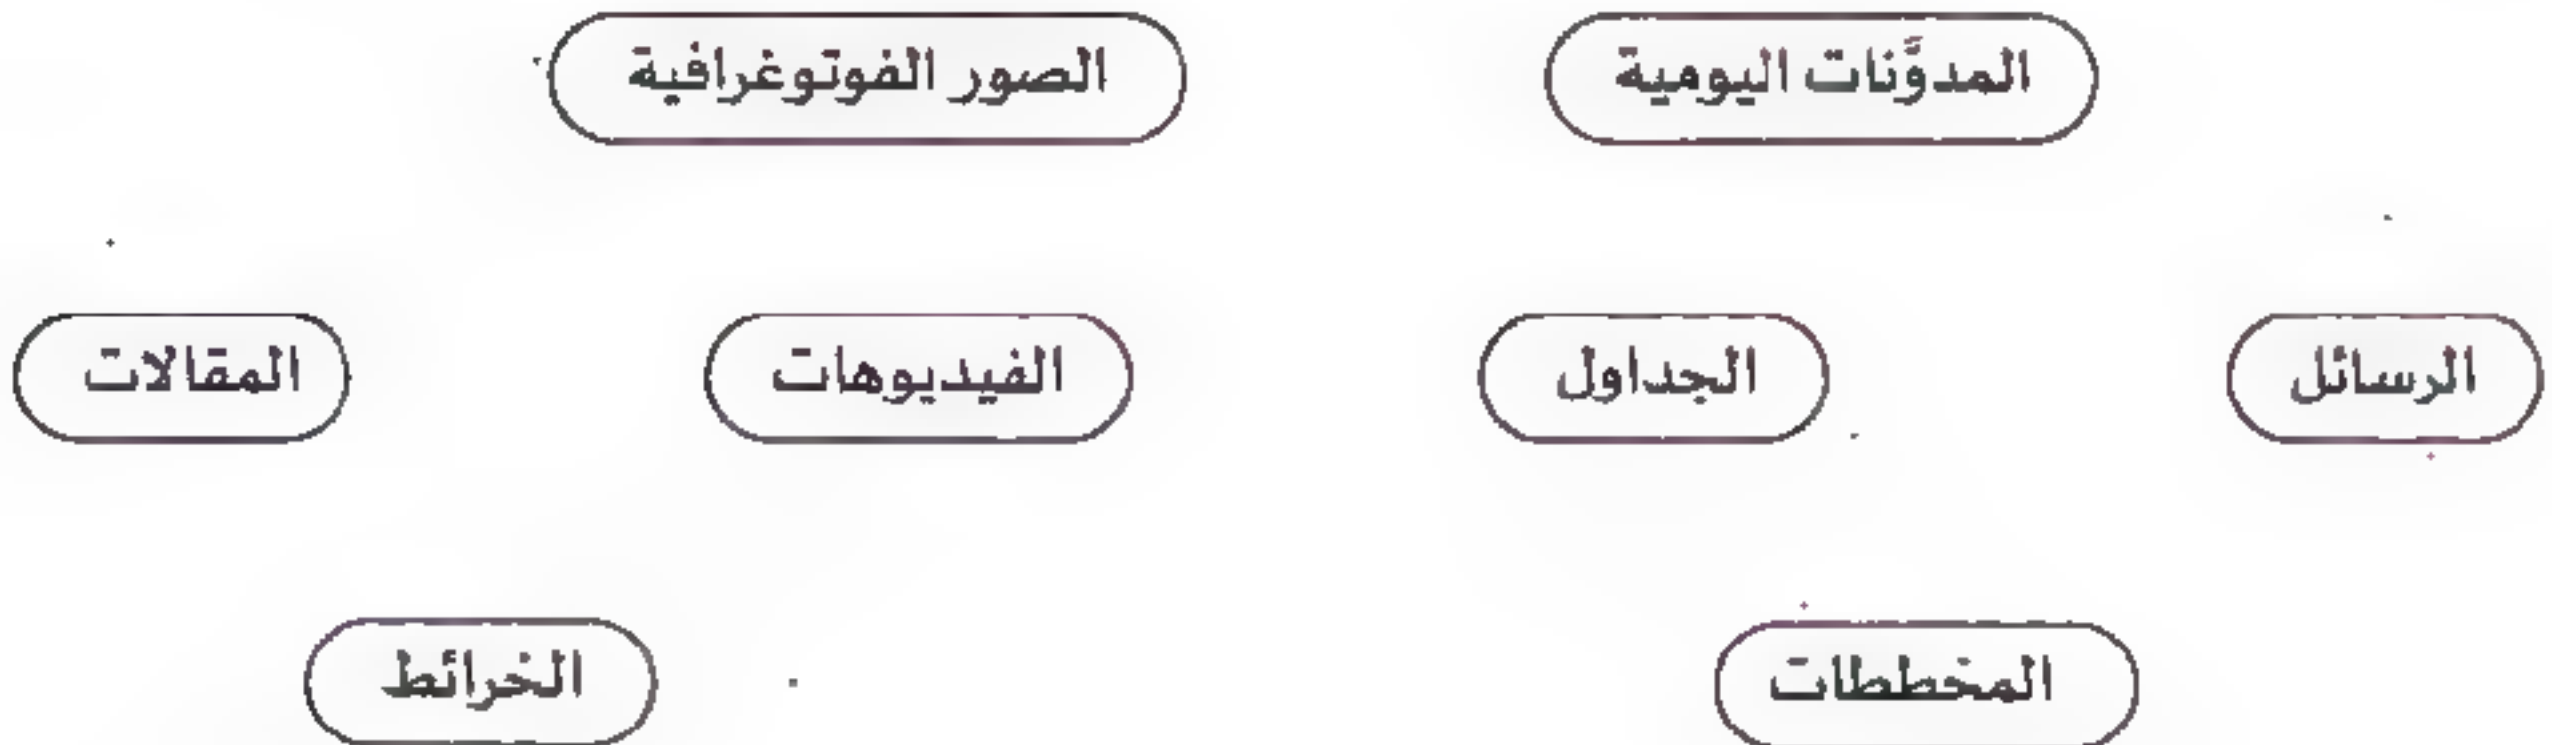 المدوَّنات اليومية
الصور الفوتوغرافية
الرسائل
الجداول
الفيديوهات
المقالات
المخططات
الخرائط